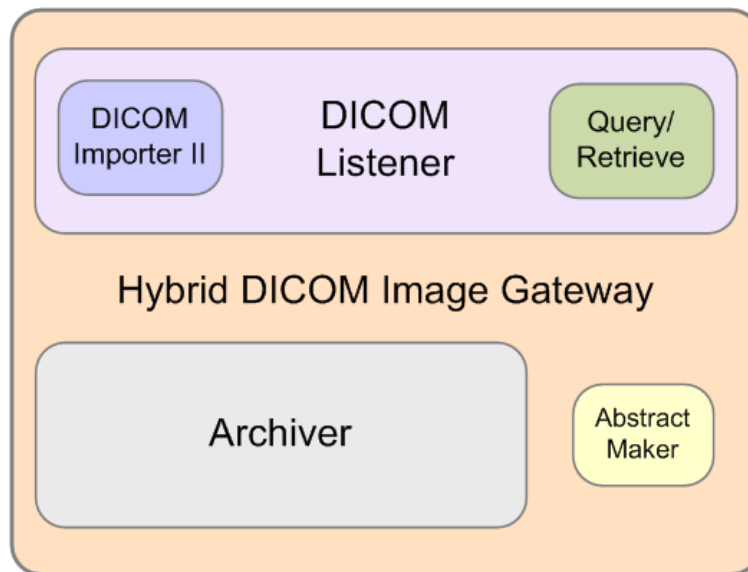 DICOM
Importer II
DICOM
Listener
Query/
Retrieve
Hybrid DICOM Image Gateway
Archiver
Abstract
Maker